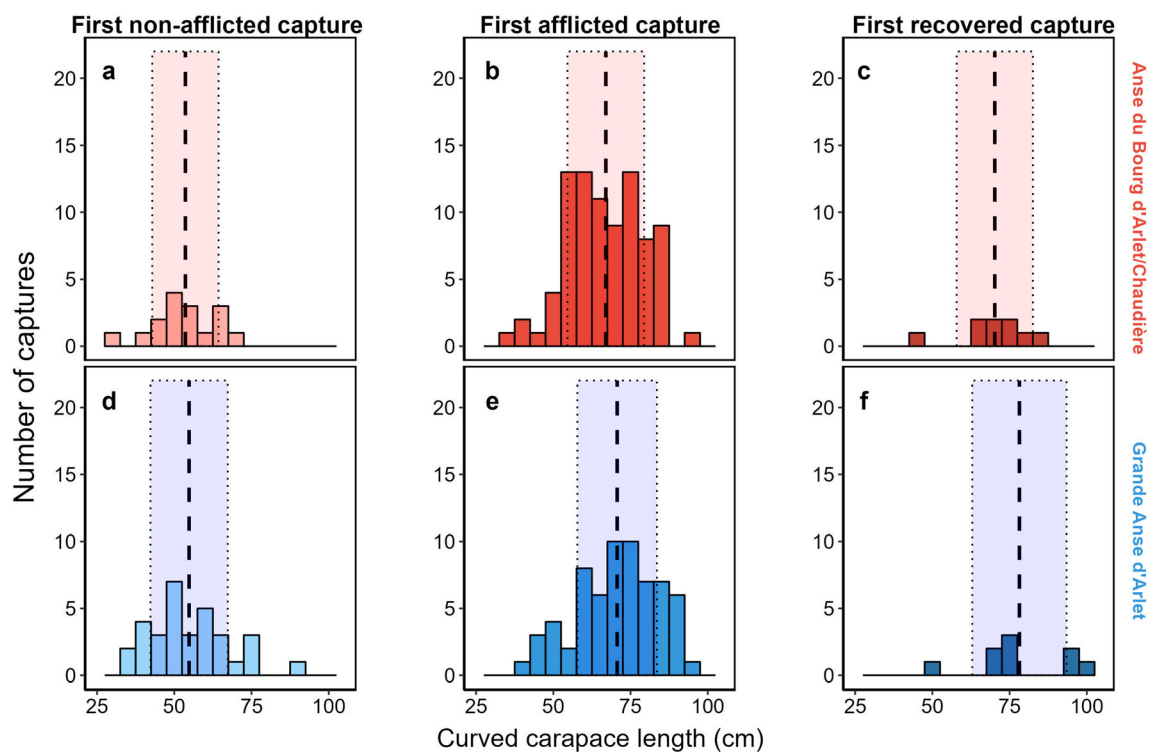 First non-afflicted capture
First afflicted capture
First recovered capture
a
b
c
20
15
10
5
0
20
15
10
5
0
20
15
10
5
0
Anse du Bourg d'Arlet/Chaudière
Number of captures
d
e
f
20
15
10
5
0
20
15
10
5
0
20
15
10
5
0
Grande Anse d'Arlet
25 50 75 100
25 50 75 100
25 50 75 100
Curved carapace length (cm)